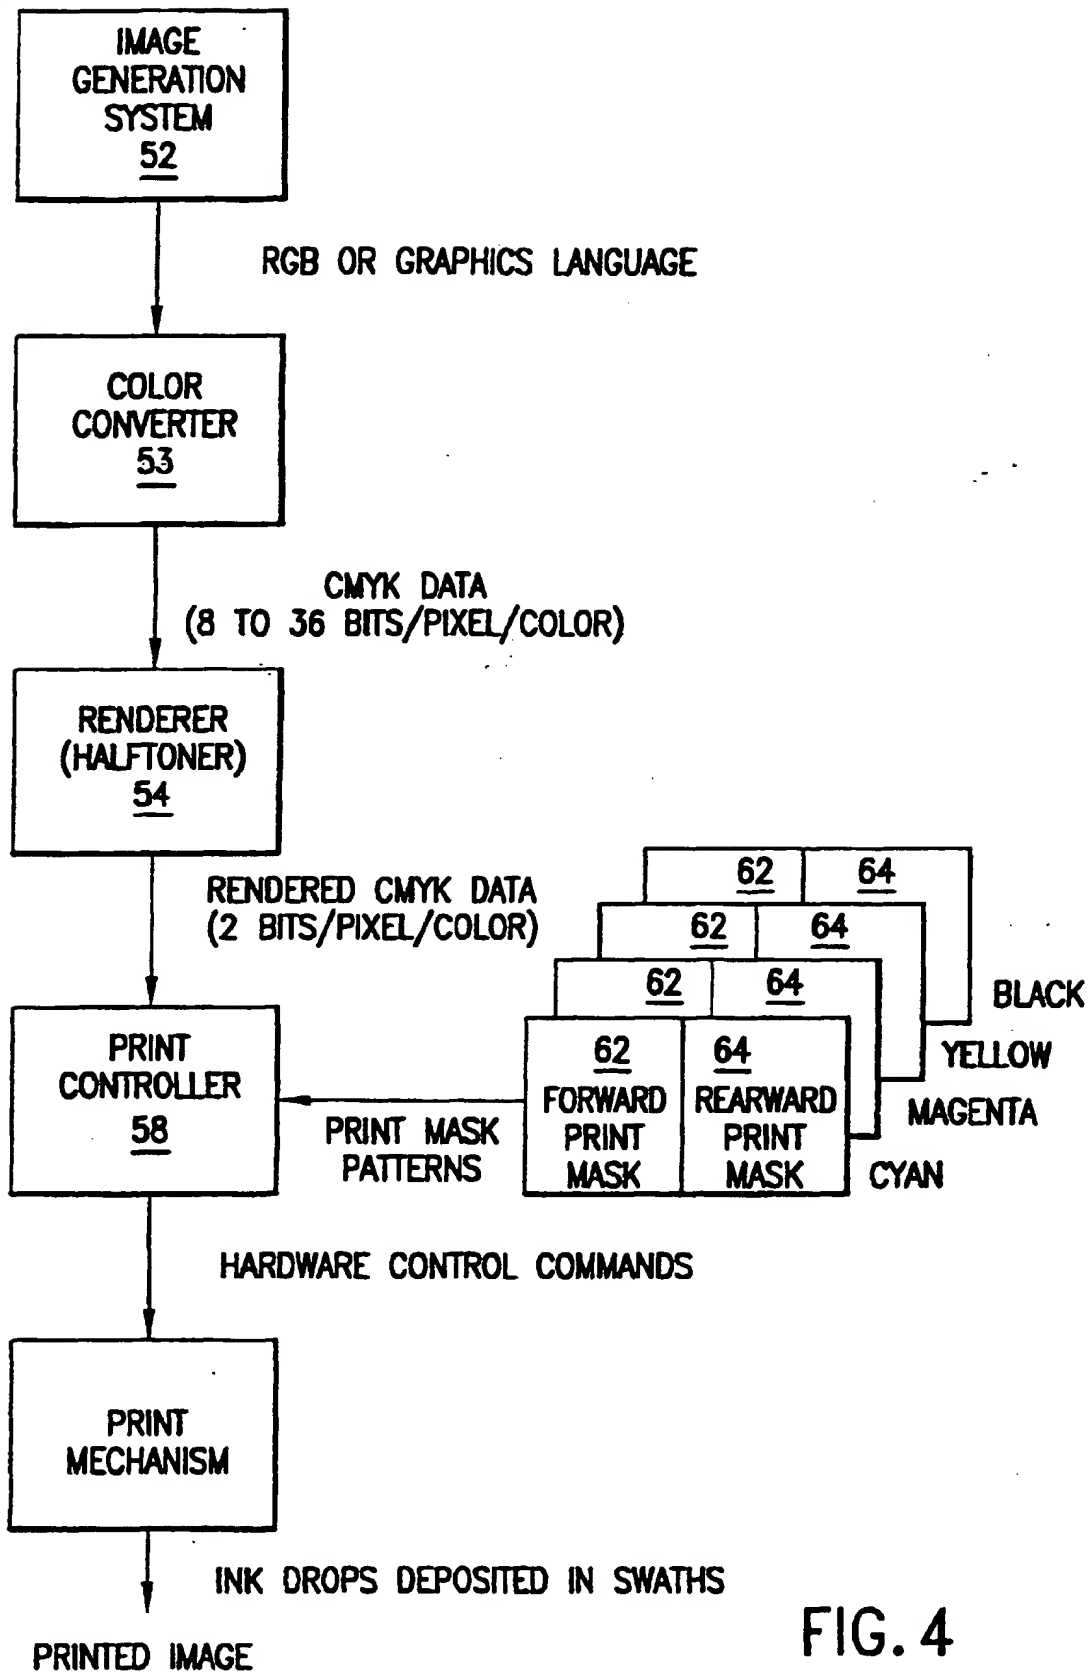 IMAGE
GENERATION
SYSTEM
52
RGB OR GRAPHICS LANGUAGE
COLOR
CONVERTER
53
CMYK DATA
(8 TO 36 BITS/PIXEL/COLOR)
RENDERER
(HALFTONER)
54
RENDERED CMYK DATA
(2 BITS/PIXEL/COLOR)
62 64
62 64
62 64
BLACK
YELLOW
MAGENTA
CYAN
62 64
FORWARD REARWARD
PRINT PRINT
MASK MASK
PRINT MASK
PATTERNS
PRINT
CONTROLLER
58
HARDWARE CONTROL COMMANDS
PRINT
MECHANISM
INK DROPS DEPOSITED IN SWATHS
PRINTED IMAGE
FIG. 4